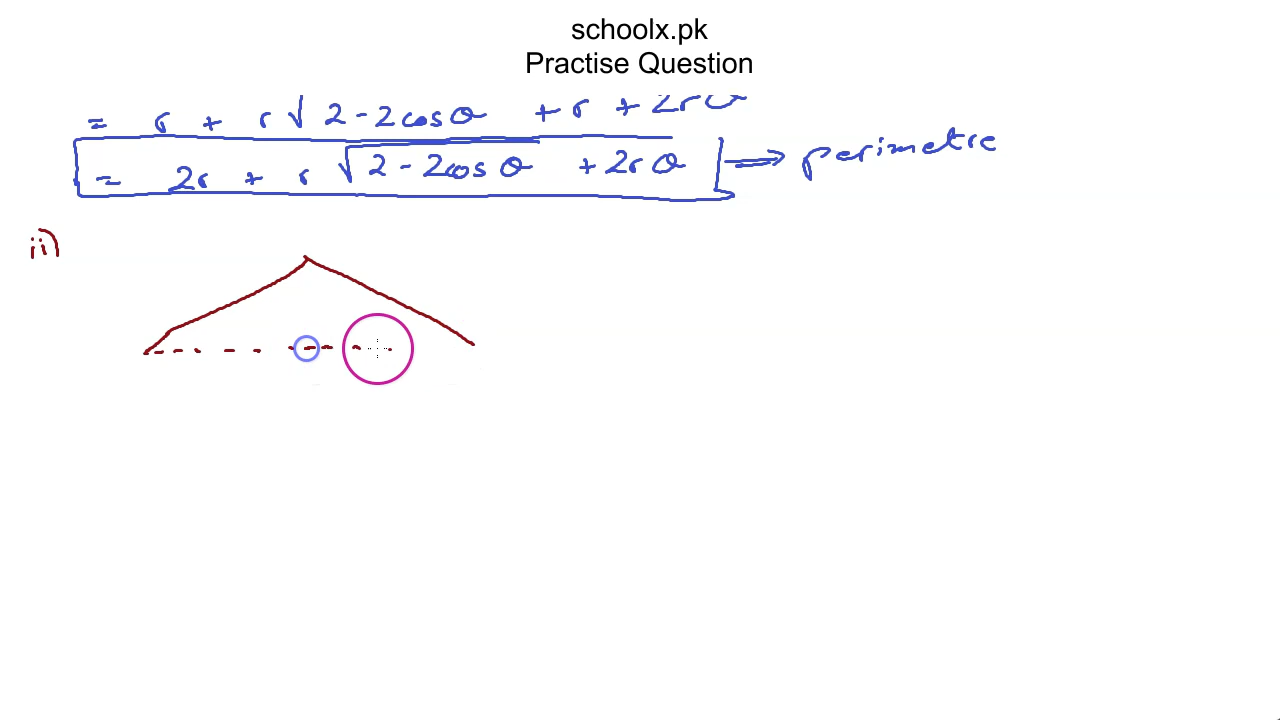 schoolx.pk
Practise Question
= r + r√2-2cosθ + r + 2rθ
= 2r + r√2-2cosθ + 2rθ ⟹ perimetre
ii)